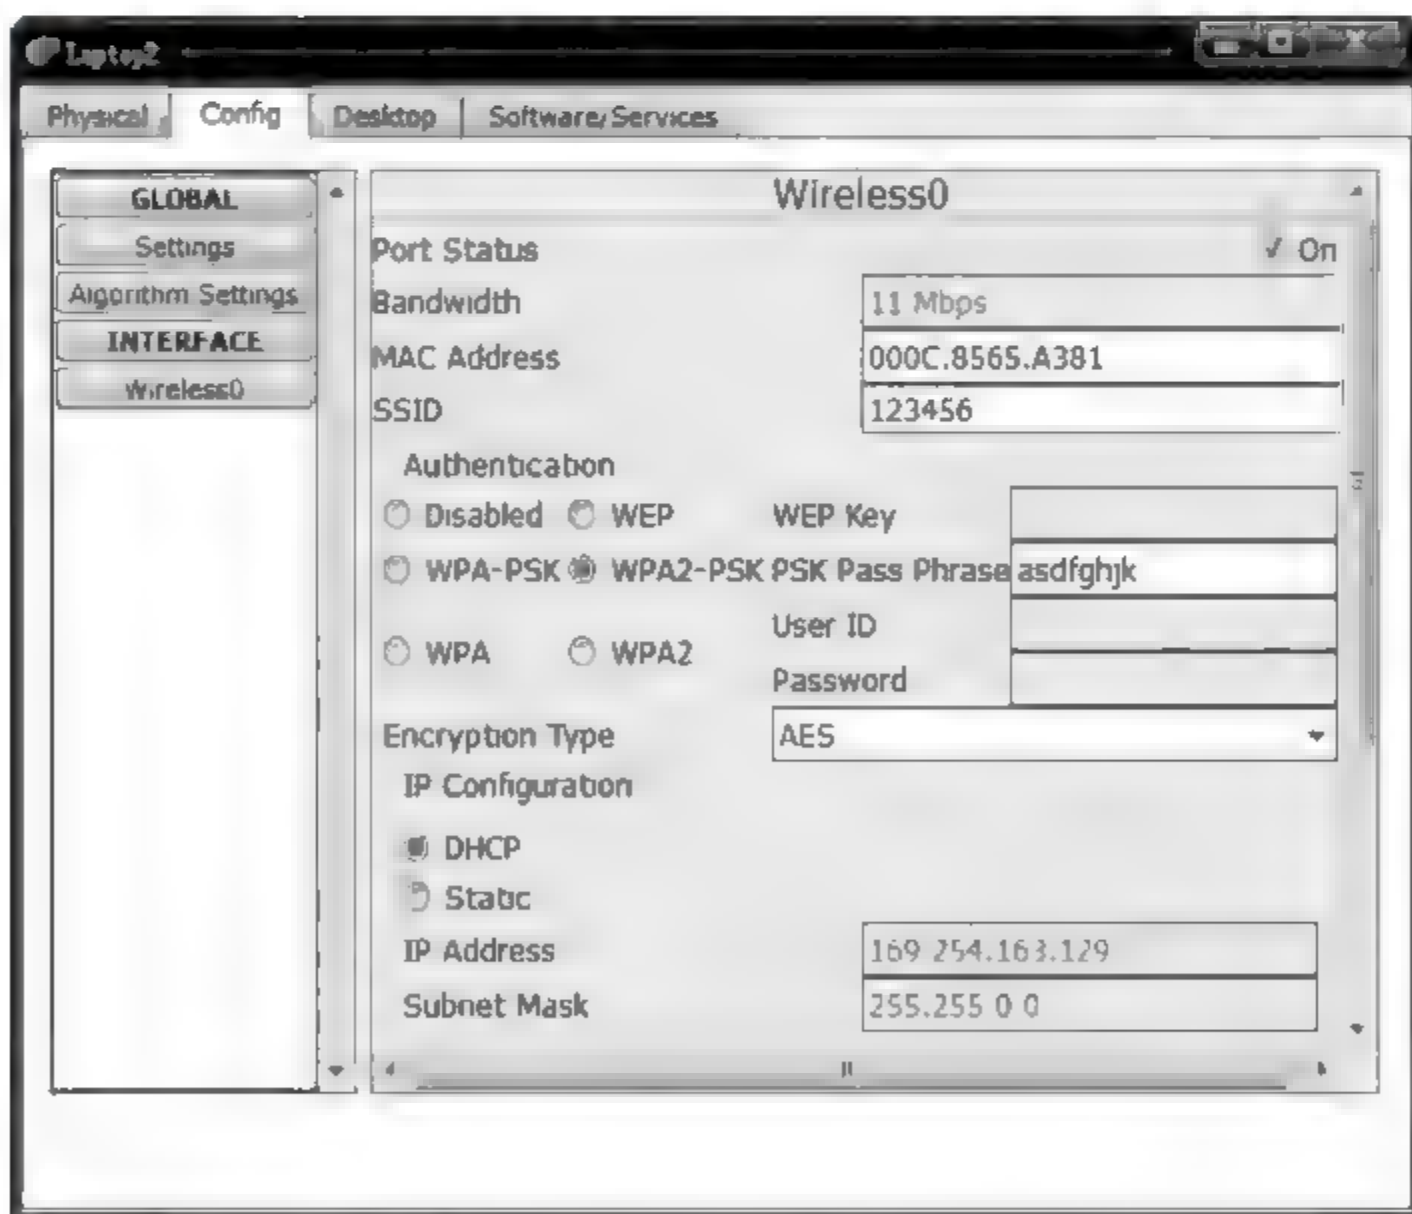 Laptop2
Physical Config Desktop Software/Services
GLOBAL
Settings
Algorithm Settings
INTERFACE
Wireless0
Wireless0
Port Status √ On
Bandwidth 11 Mbps
MAC Address 000C.8565.A381
SSID 123456
Authentication
Disabled WEP WEP Key
WPA-PSK WPA2-PSK PSK Pass Phrase asdfghjk
User ID
WPA WPA2
Password
Encryption Type AES
IP Configuration
DHCP
Static
IP Address 169.254.163.129
Subnet Mask 255.255.0.0